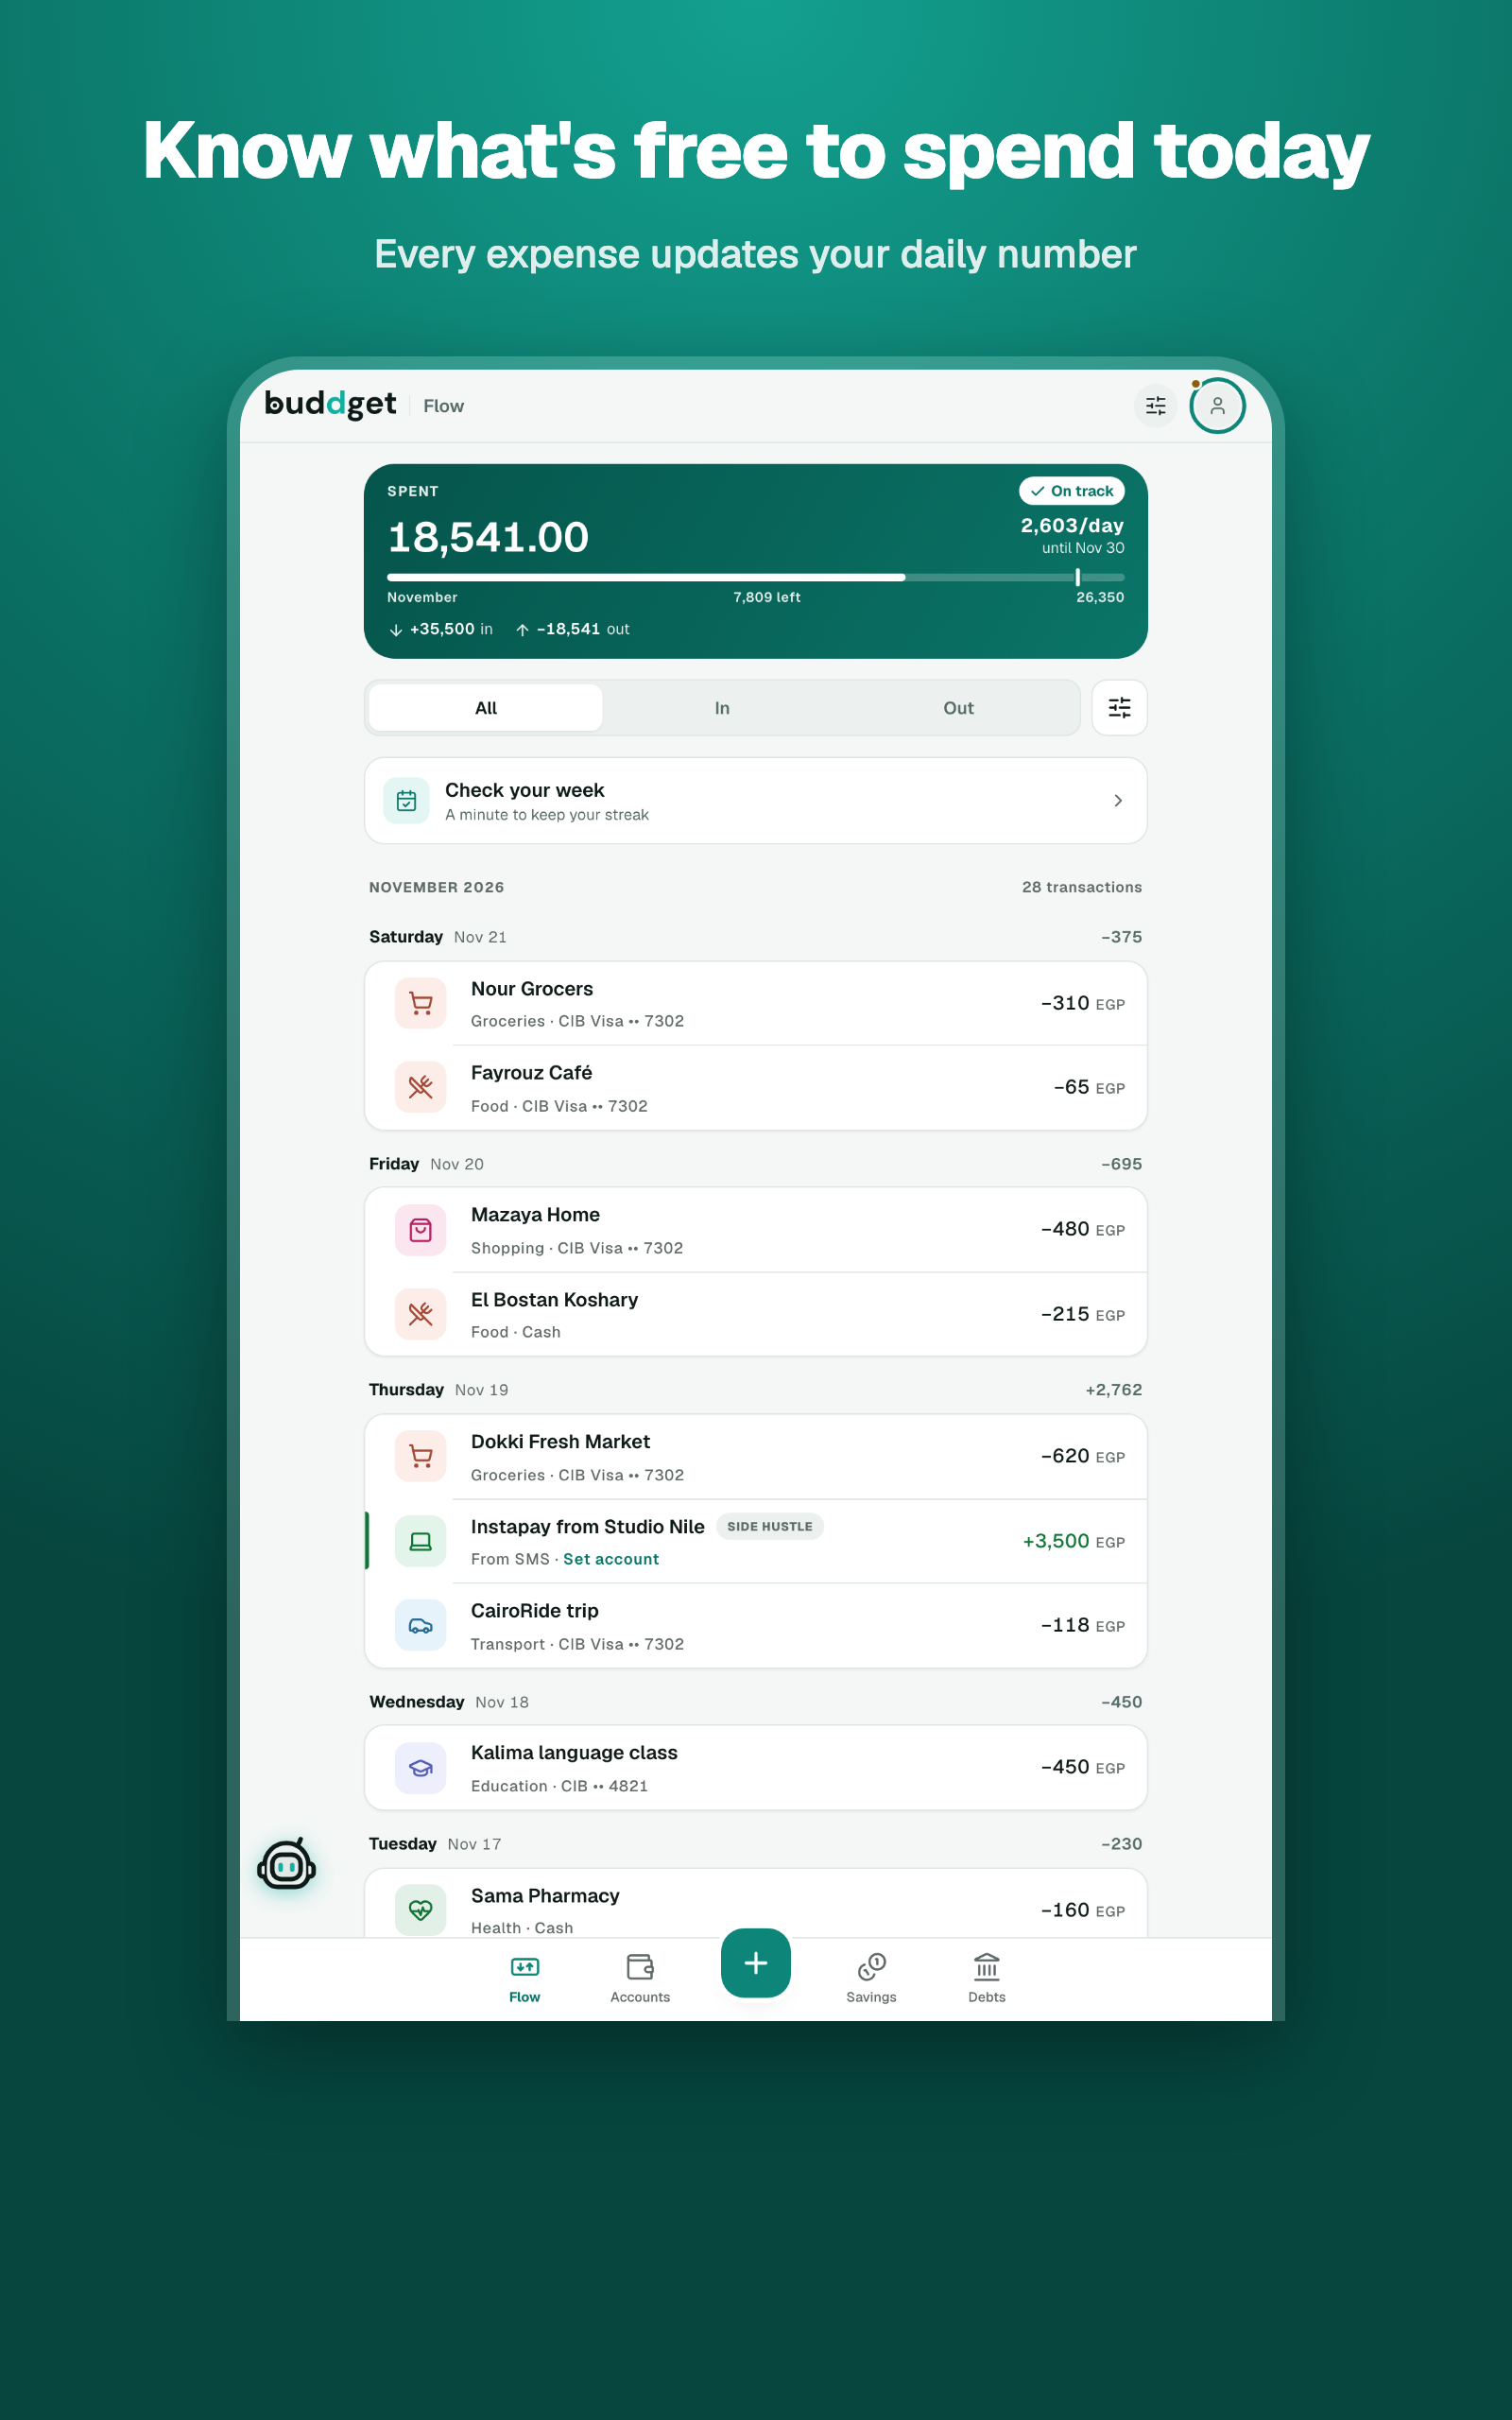 Know what's free to spend today
Every expense updates your daily number
buddget Flow
SPENT On track
18,541.00 2,603/day
until Nov 30
November 7,809 left 26,350
+35,500 in −18,541 out
All In Out
Check your week
A minute to keep your streak
NOVEMBER 2026 28 transactions
Saturday Nov 21 −375
Nour Grocers −310 EGP
Groceries · CIB Visa •• 7302
Fayrouz Café −65 EGP
Food · CIB Visa •• 7302
Friday Nov 20 −695
Mazaya Home −480 EGP
Shopping · CIB Visa •• 7302
El Bostan Koshary −215 EGP
Food · Cash
Thursday Nov 19 +2,762
Dokki Fresh Market −620 EGP
Groceries · CIB Visa •• 7302
Instapay from Studio Nile SIDE HUSTLE +3,500 EGP
From SMS · Set account
CairoRide trip −118 EGP
Transport · CIB Visa •• 7302
Wednesday Nov 18 −450
Kalima language class −450 EGP
Education · CIB •• 4821
Tuesday Nov 17 −230
Sama Pharmacy −160 EGP
Health · Cash
Flow Accounts Savings Debts